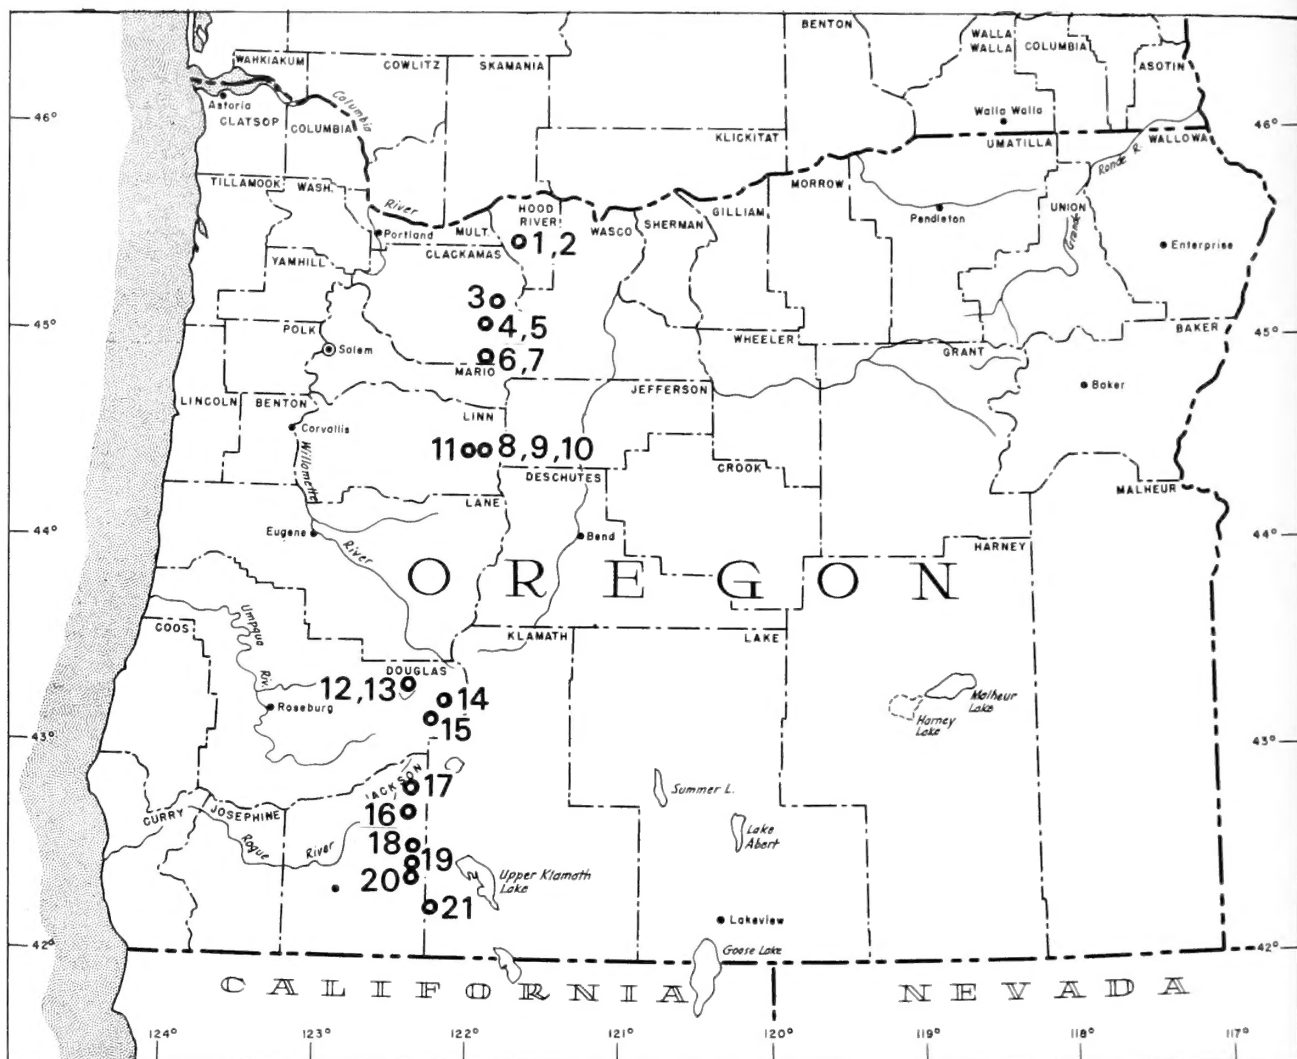 BENTON
WALLA
WALLA
COLUMBIA
ASOTIN
WAHKIAKUM
COWLITZ
SKAMANIA
Columbia
Astoria
CLATSOP
COLUMBIA
Walla Walla
46°
46°
KLICKITAT
UMATILLA
WALLOWA
Ronde R.
TILLAMOOK
WASH.
MORROW
River
HOOD
RIVER
GILLIAM
Pendleton
UNION
Grande
Portland
MULT.
WASCO
SHERMAN
1,2
Enterprise
CLACKAMAS
YAMHILL
3
4,5
45°
45°
POLK
WHEELER
BAKER
Salem
GRANT
6,7
MARIO
JEFFERSON
Baker
LINCOLN
BENTON
LINN
Corvallis
11
8,9,10
Willamette
CROOK
DESCHUTES
MALHEUR
LANE
44°
44°
Eugene
River
Bend
HARNEY
OREGON
Umpqua
COOS
KLAMATH
LAKE
Riv.
DOUGLAS
12,13
14
Malheur
Lake
Roseburg
15
Harney
Lake
43°
43°
JACKSON
17
Summer L.
CURRY
JOSEPHINE
16
Rogue
River
18
Lake
Abert
19
20
Upper Klamath
Lake
21
Lakeview
42°
42°
Goose Lake
CALIFORNIA
NEVADA
124°
123°
122°
121°
120°
119°
118°
117°